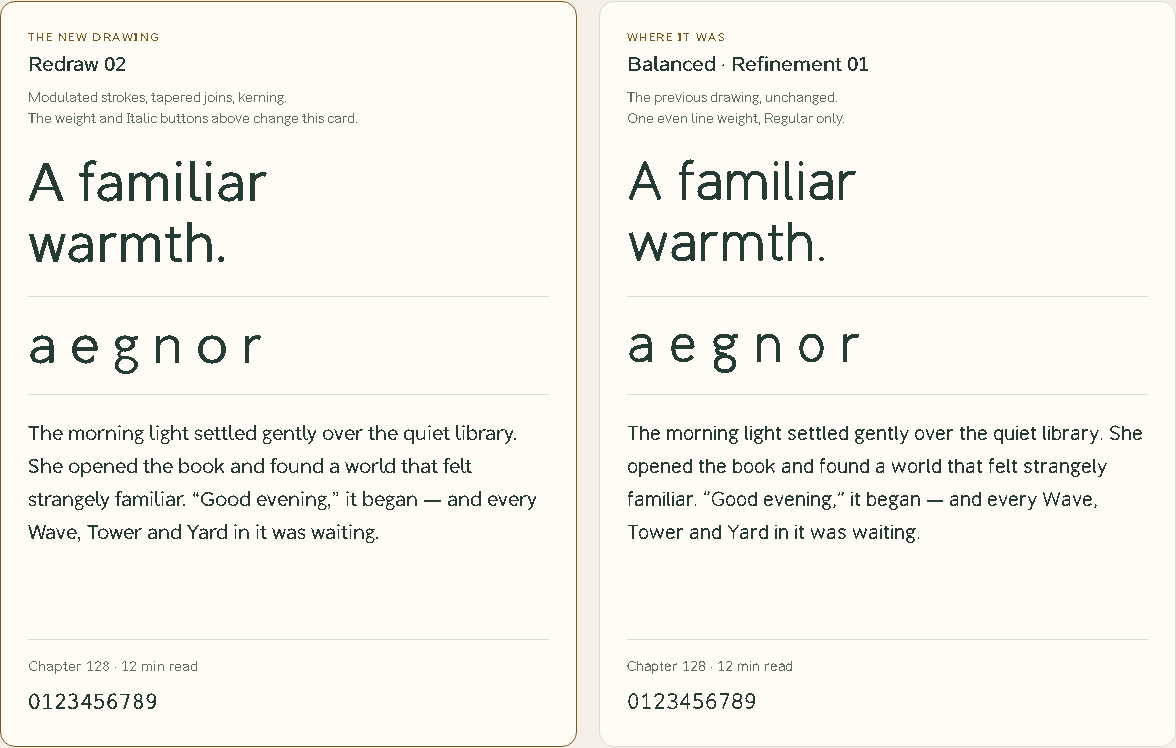 THE NEW DRAWING
Redraw 02
Modulated strokes, tapered joins, kerning.
The weight and Italic buttons above change this card.
A familiar
warmth.
a e g n o r
The morning light settled gently over the quiet library.
She opened the book and found a world that felt
strangely familiar. “Good evening,” it began — and every
Wave, Tower and Yard in it was waiting.
Chapter 128 · 12 min read
0123456789
WHERE IT WAS
Balanced · Refinement 01
The previous drawing, unchanged.
One even line weight, Regular only.
A familiar
warmth.
a e g n o r
The morning light settled gently over the quiet library. She
opened the book and found a world that felt strangely
familiar. “Good evening,” it began — and every Wave,
Tower and Yard in it was waiting.
Chapter 128 · 12 min read
0123456789